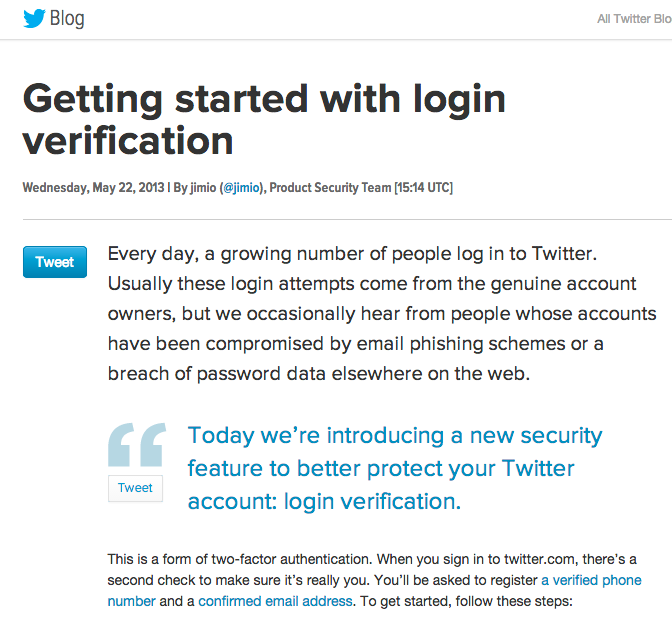 Blog
All Twitter Blo
Getting started with login
verification
Wednesday, May 22, 2013 | By jimio (@jimio), Product Security Team [15:14 UTC]
Tweet
Every day, a growing number of people log in to Twitter.
Usually these login attempts come from the genuine account
owners, but we occasionally hear from people whose accounts
have been compromised by email phishing schemes or a
breach of password data elsewhere on the web.
Today we’re introducing a new security
feature to better protect your Twitter
account: login verification.
Tweet
This is a form of two-factor authentication. When you sign in to twitter.com, there’s a
second check to make sure it’s really you. You’ll be asked to register a verified phone
number and a confirmed email address. To get started, follow these steps: